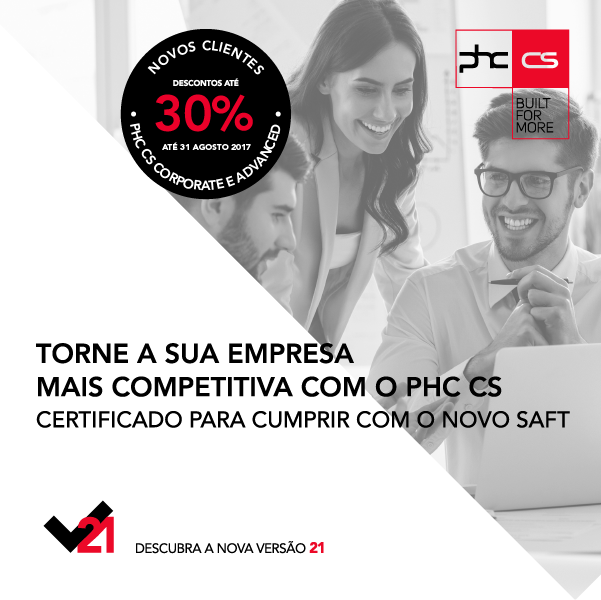 NOVOS CLIENTES
DESCONTOS ATÉ
30%
ATÉ 31 AGOSTO 2017
• PHC CS CORPORATE E ADVANCED •
phc cs
BUILT
FOR
MORE
TORNE A SUA EMPRESA
MAIS COMPETITIVA COM O PHC CS
CERTIFICADO PARA CUMPRIR COM O NOVO SAFT
21
DESCUBRA A NOVA VERSÃO 21